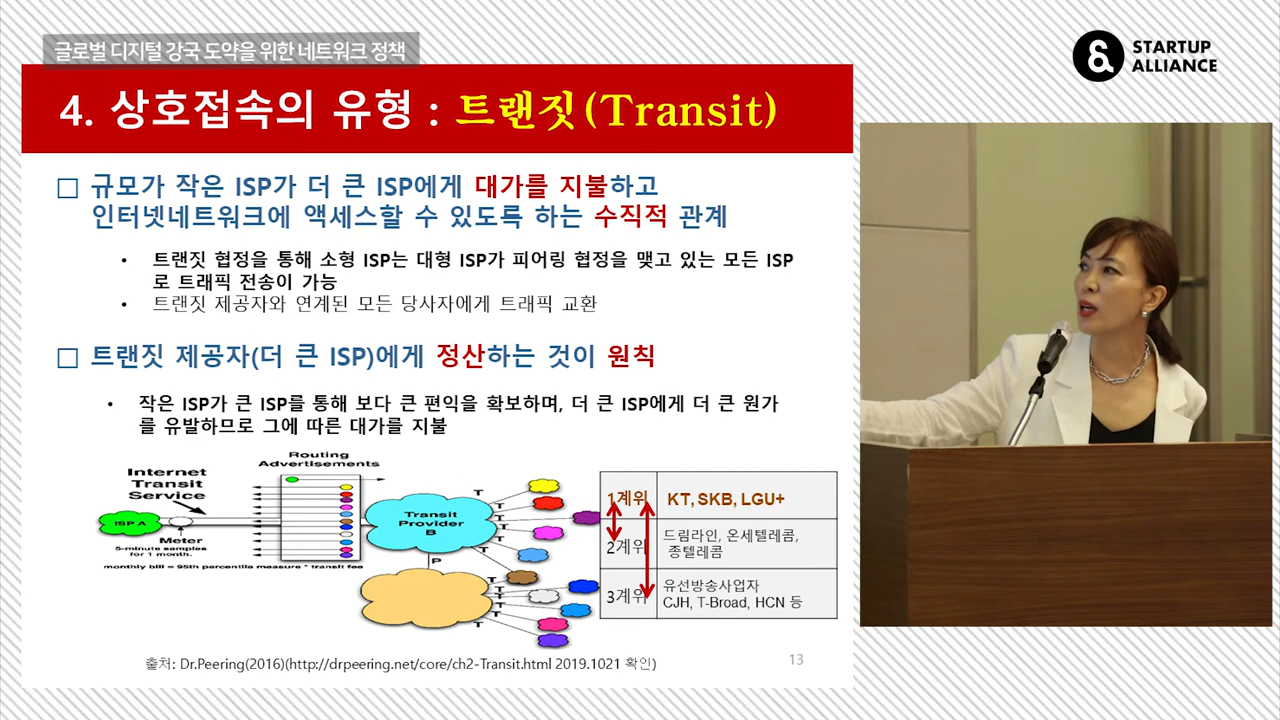 글로벌 디지털 강국 도약을 위한 네트워크 정책
STARTUP
ALLIANCE
4. 상호접속의 유형 : 트랜짓(Transit)
□ 규모가 작은 ISP가 더 큰 ISP에게 대가를 지불하고
인터넷네트워크에 액세스할 수 있도록 하는 수직적 관계
• 트랜짓 협정을 통해 소형 ISP는 대형 ISP가 피어링 협정을 맺고 있는 모든 ISP
로 트래픽 전송이 가능
• 트랜짓 제공자와 연계된 모든 당사자에게 트래픽 교환
□ 트랜짓 제공자(더 큰 ISP)에게 정산하는 것이 원칙
• 작은 ISP가 큰 ISP를 통해 보다 큰 편익을 확보하며, 더 큰 ISP에게 더 큰 원가
를 유발하므로 그에 따른 대가를 지불
Routing
Advertisements
Internet
Transit
Service
ISP A
Meter
5-minute samples
for 1 month.
monthly bill = 95th percentile measure * transit fee
Transit
Provider
B
T
T
T
T
T
P
T
T
T
T
T
1계위 KT, SKB, LGU+
2계위 드림라인, 온세텔레콤,
종텔레콤
3계위 유선방송사업자
CJH, T-Broad, HCN 등
출처: Dr.Peering(2016)(http://drpeering.net/core/ch2-Transit.html 2019.1021 확인)
13